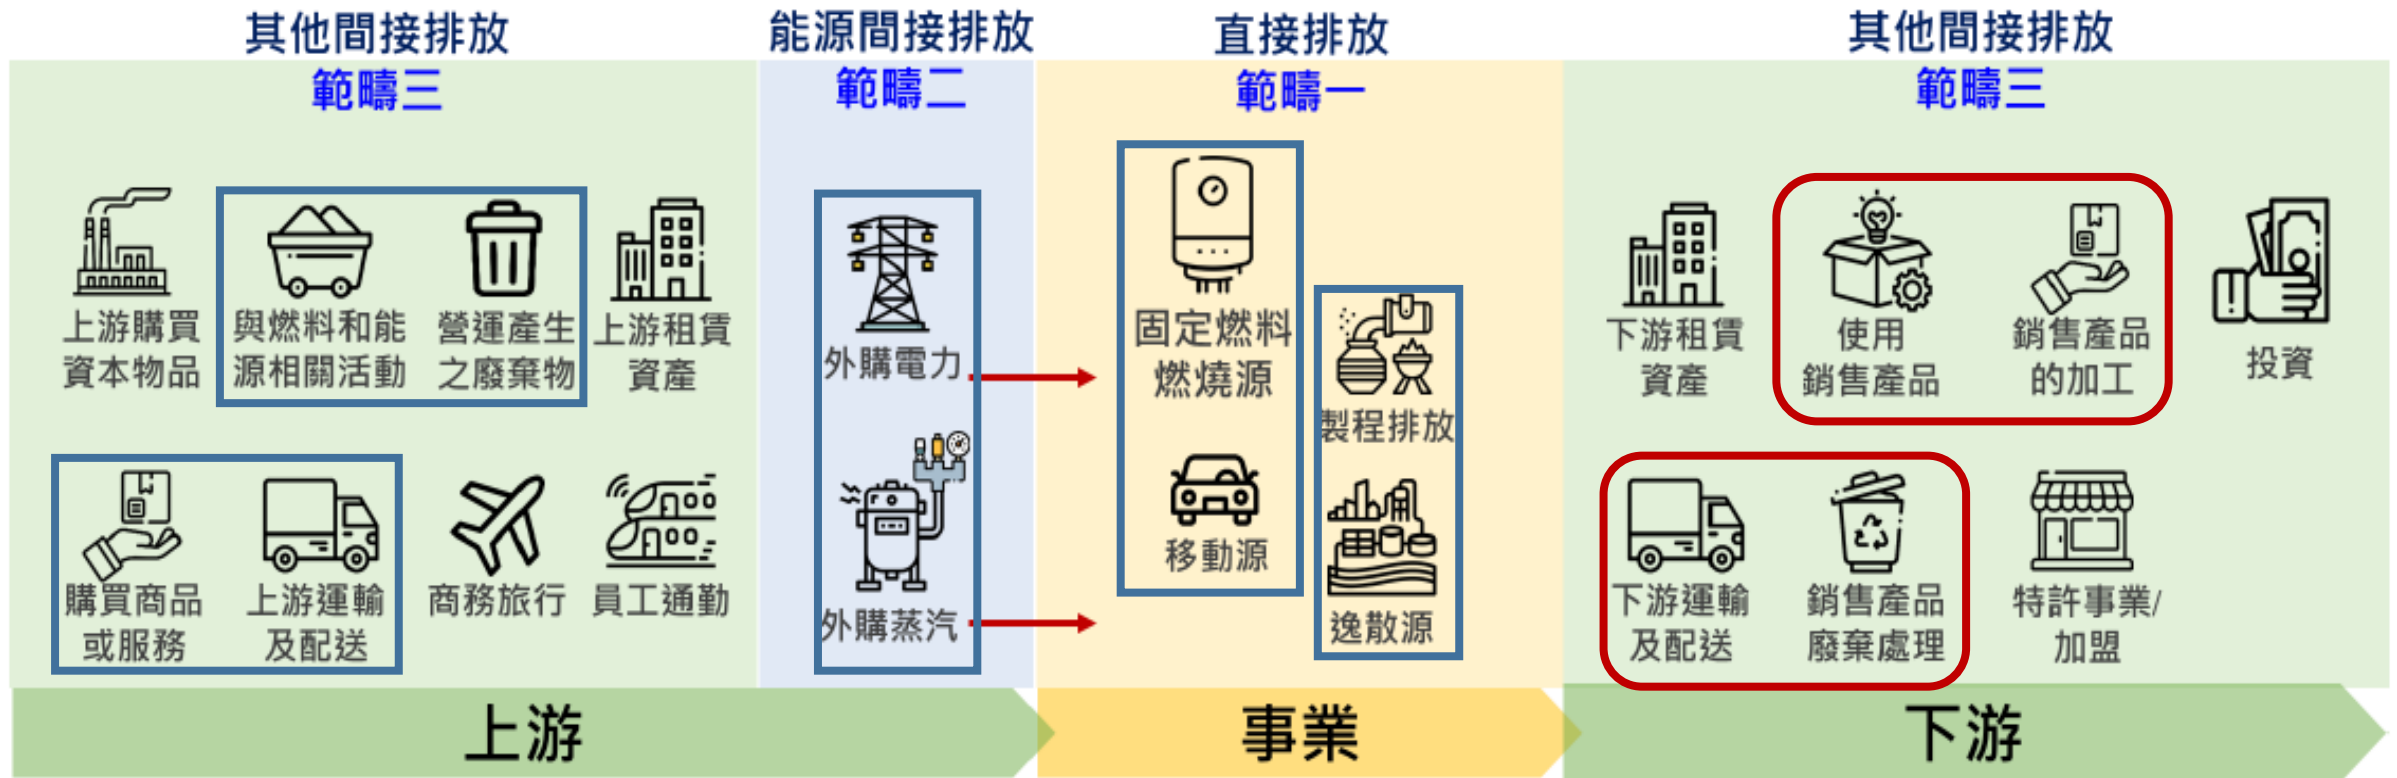 其他間接排放
範疇三
能源間接排放
範疇二
直接排放
範疇一
其他間接排放
範疇三
上游購買
資本物品
與燃料和能
源相關活動
營運產生
之廢棄物
上游租賃
資產
購買商品
或服務
上游運輸
及配送
商務旅行
員工通勤
外購電力
外購蒸汽
固定燃料
燃燒源
製程排放
移動源
逸散源
下游租賃
資產
使用
銷售產品
銷售產品
的加工
投資
下游運輸
及配送
銷售產品
廢棄處理
特許事業/
加盟
上游
事業
下游